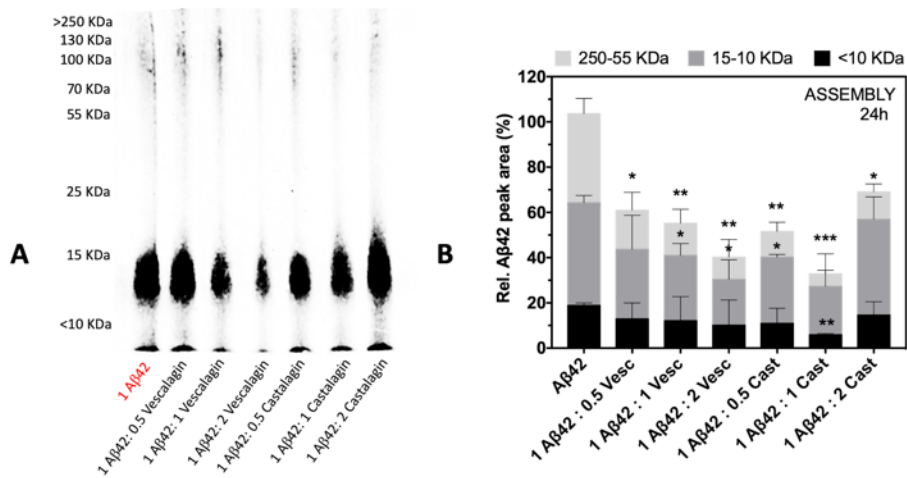 >250 KDa
130 KDa
100 KDa
70 KDa
55 KDa
25 KDa
15 KDa
<10 KDa
A
1 Aβ42
1 Aβ42: 0.5 Vescalagin
1 Aβ42: 1 Vescalagin
1 Aβ42: 2 Vescalagin
1 Aβ42: 0.5 Castalagin
1 Aβ42: 1 Castalagin
1 Aβ42: 2 Castalagin
B
250-55 KDa 15-10 KDa <10 KDa
ASSEMBLY
24h
Rel. Aβ42 peak area (%)
120
100
80
60
40
20
0
*
**
*
**
*
**
*
***
**
*
Aβ42
1 Aβ42 : 0.5 Vesc
1 Aβ42 : 1 Vesc
1 Aβ42 : 2 Vesc
1 Aβ42 : 0.5 Cast
1 Aβ42 : 1 Cast
1 Aβ42 : 2 Cast